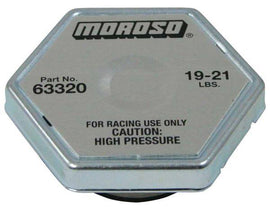 MOROSO®
Part No.
63320
19-21
LBS.
FOR RACING USE ONLY
CAUTION:
HIGH PRESSURE